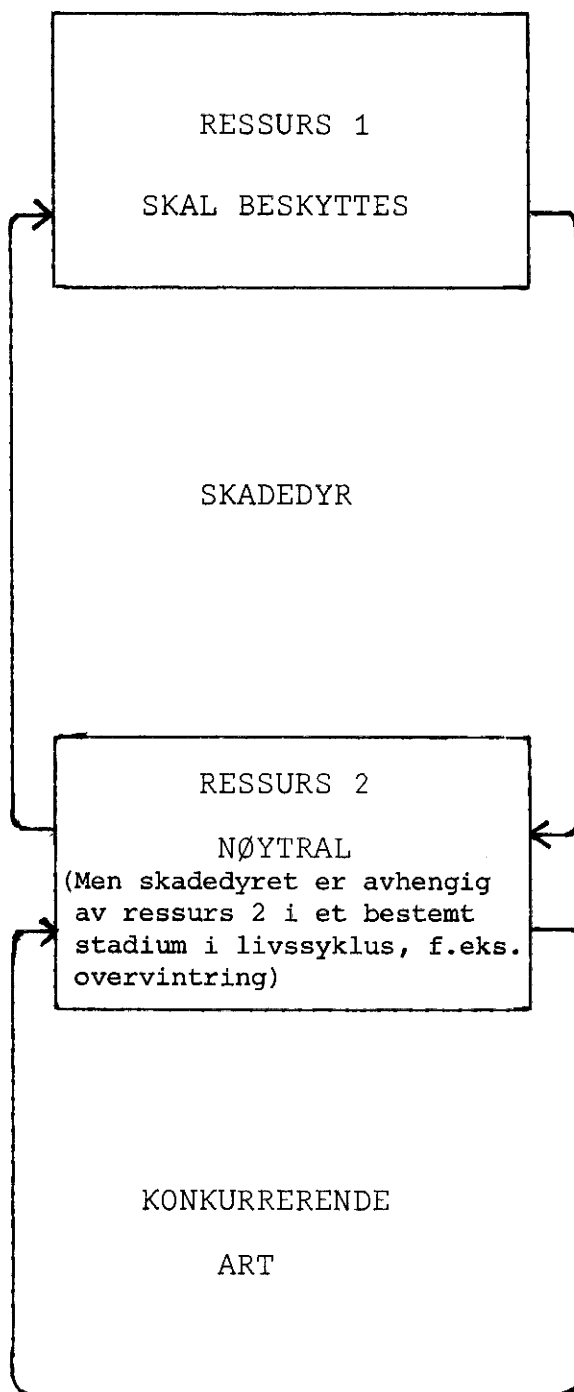 RESSURS 1
SKAL BESKYTTES
SKADEDYR
RESSURS 2
NØYTRAL
(Men skadedyret er avhengig
av ressurs 2 i et bestemt
stadium i livssyklus, f.eks.
overvintring)
KONKURRERENDE
ART